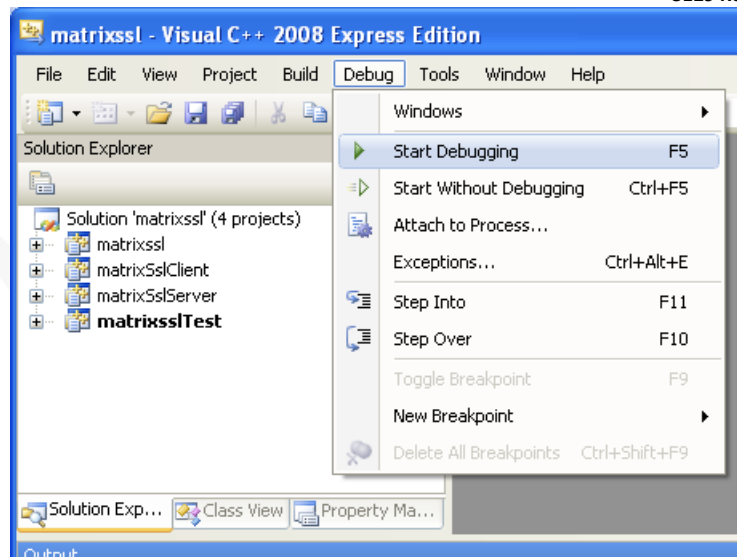 matrixssl - Visual C++ 2008 Express Edition
File Edit View Project Build Debug Tools Window Help
Windows
Solution Explorer
Start Debugging F5
Start Without Debugging Ctrl+F5
Solution 'matrixssl' (4 projects)
Attach to Process...
matrixssl
Exceptions... Ctrl+Alt+E
matrixSslClient
matrixSslServer
Step Into F11
matrixsslTest
Step Over F10
Toggle Breakpoint F9
New Breakpoint
Delete All Breakpoints Ctrl+Shift+F9
Solution Exp... Class View Property Ma...
Output